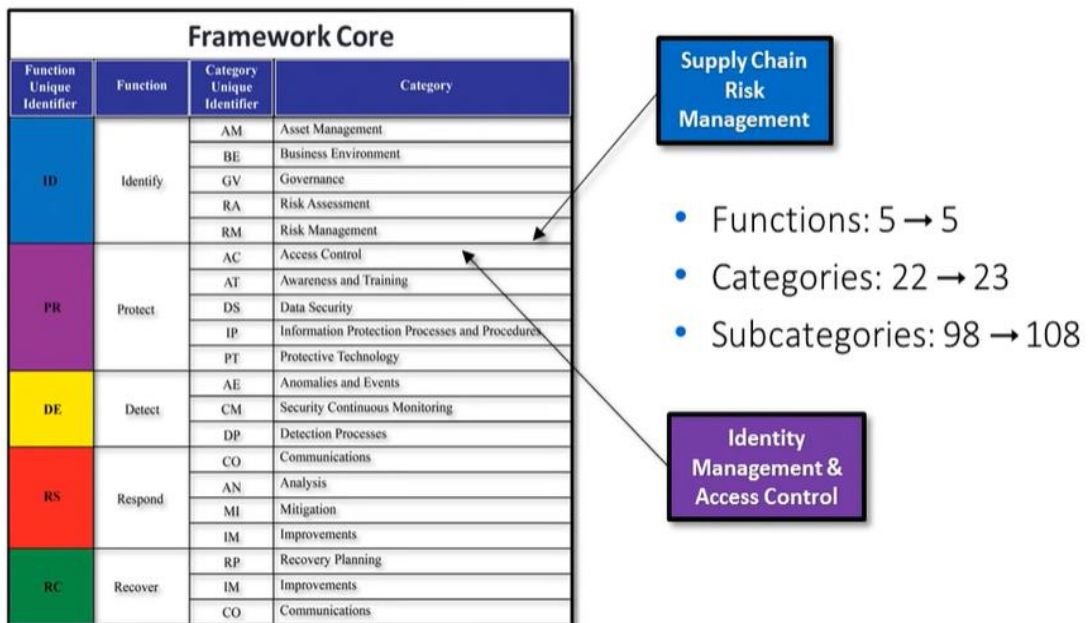 Framework Core
Function Unique Identifier Function Category Unique Identifier Category
ID Identify
AM Asset Management
BE Business Environment
GV Governance
RA Risk Assessment
RM Risk Management
PR Protect
AC Access Control
AT Awareness and Training
DS Data Security
IP Information Protection Processes and Procedures
PT Protective Technology
DE Detect
AE Anomalies and Events
CM Security Continuous Monitoring
DP Detection Processes
RS Respond
CO Communications
AN Analysis
MI Mitigation
IM Improvements
RC Recover
RP Recovery Planning
IM Improvements
CO Communications
Supply Chain
Risk
Management
• Functions: 5 → 5
• Categories: 22 → 23
• Subcategories: 98 → 108
Identity
Management &
Access Control